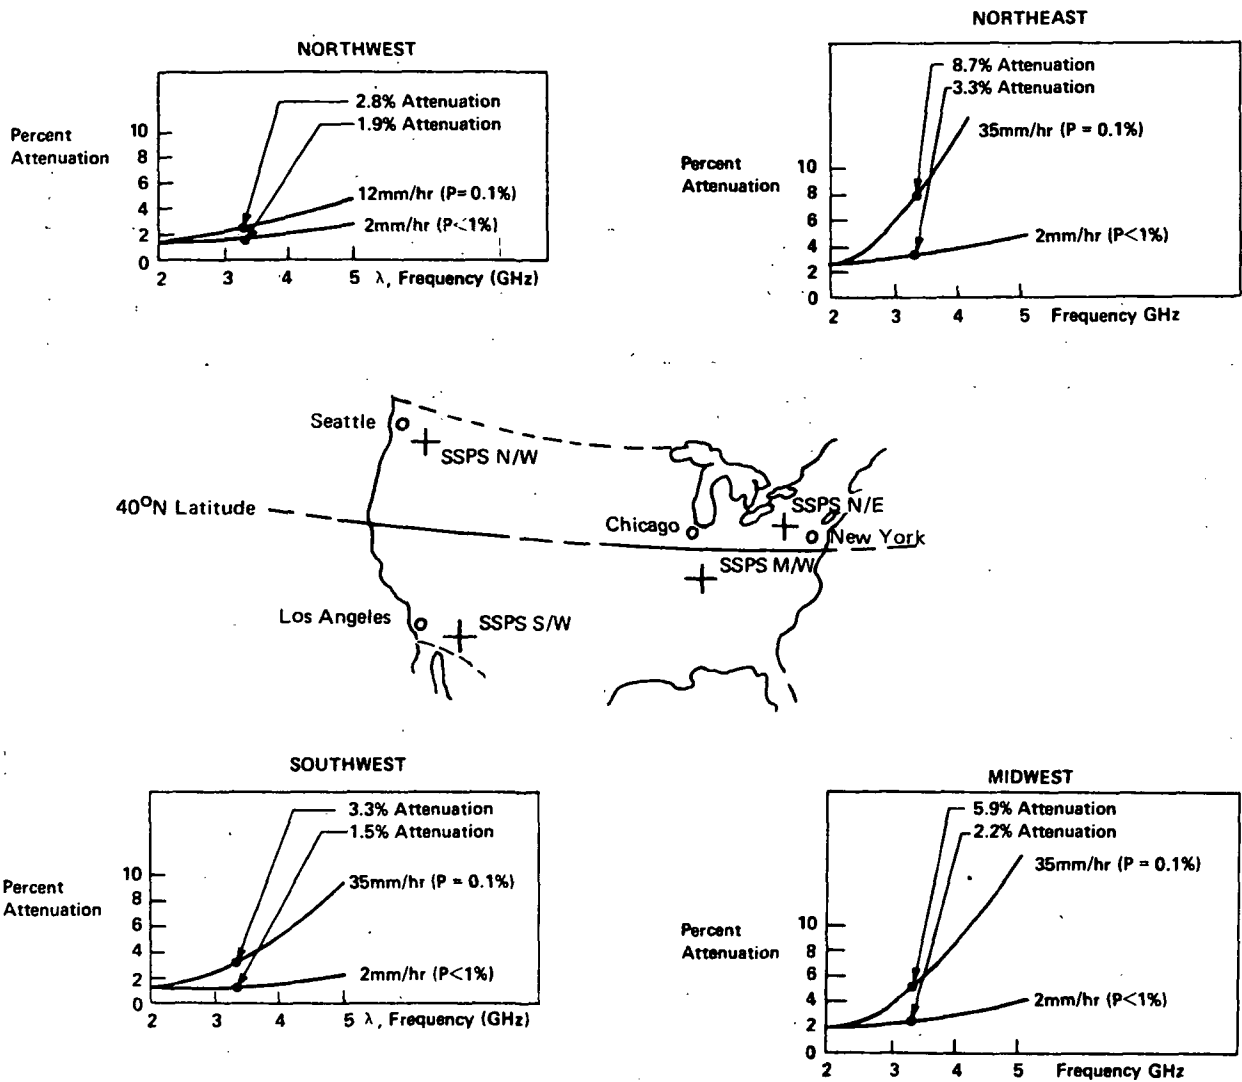 NORTHWEST
2.8% Attenuation
1.9% Attenuation
Percent
Attenuation
10
8
6
4
2
0
12mm/hr (P= 0.1%)
2mm/hr (P<1%)
2 3 4 5 λ, Frequency (GHz)
NORTHEAST
8.7% Attenuation
3.3% Attenuation
35mm/hr (P = 0.1%)
Percent
Attenuation
10
8
6
4
2
0
2mm/hr (P<1%)
2 3 4 5 Frequency GHz
Seattle
SSPS N/W
40°N Latitude
Chicago
SSPS N/E
New York
SSPS M/W
Los Angeles
SSPS S/W
SOUTHWEST
3.3% Attenuation
1.5% Attenuation
Percent
Attenuation
10
8
6
4
2
0
35mm/hr (P = 0.1%)
2mm/hr (P<1%)
2 3 4 5 λ, Frequency (GHz)
MIDWEST
5.9% Attenuation
2.2% Attenuation
35mm/hr (P = 0.1%)
Percent
Attenuation
10
8
6
4
2
0
2mm/hr (P<1%)
2 3 4 5 Frequency GHz